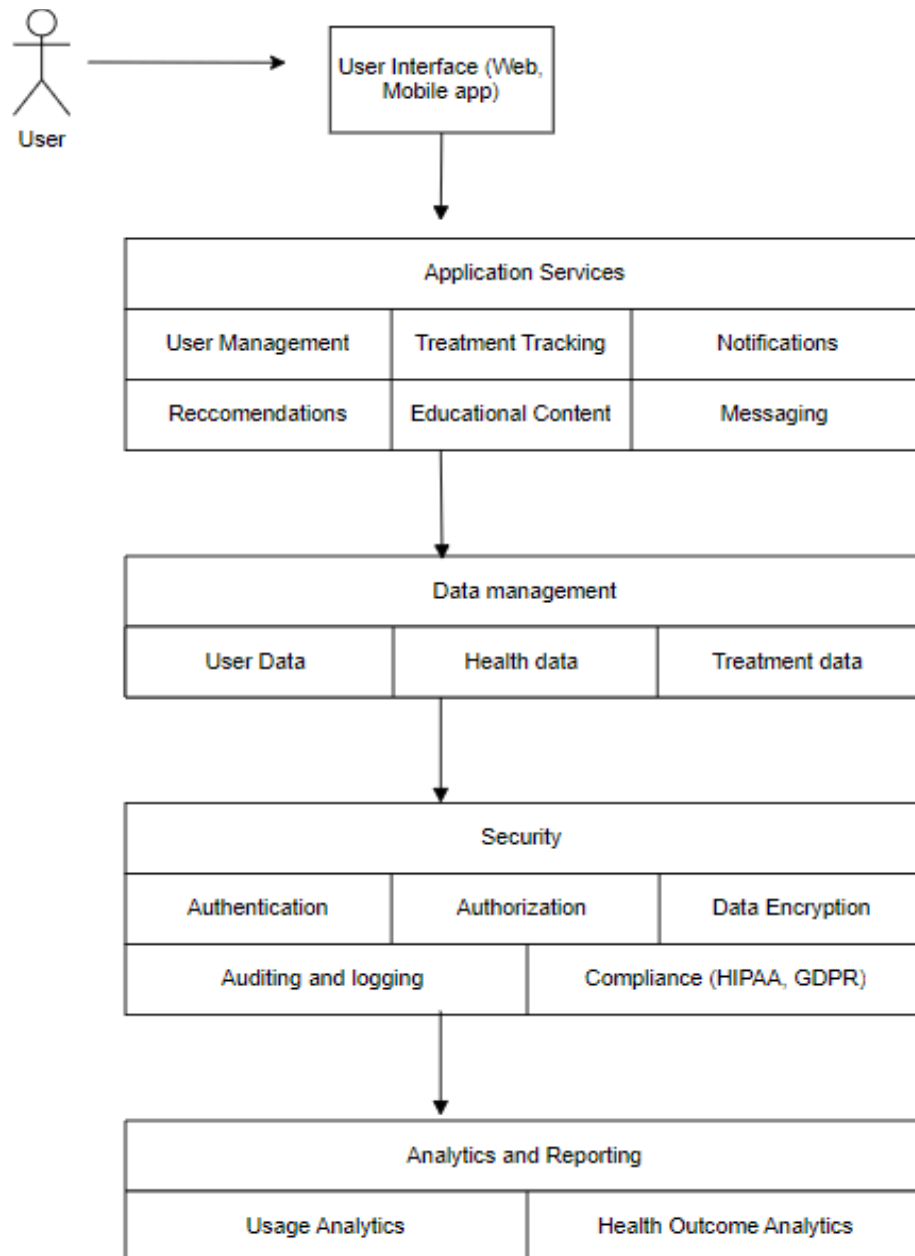 User Interface (Web,
Mobile app)
User
Application Services
User Management
Treatment Tracking
Notifications
Reccomendations
Educational Content
Messaging
Data management
User Data
Health data
Treatment data
Security
Authentication
Authorization
Data Encryption
Auditing and logging
Compliance (HIPAA, GDPR)
Analytics and Reporting
Usage Analytics
Health Outcome Analytics